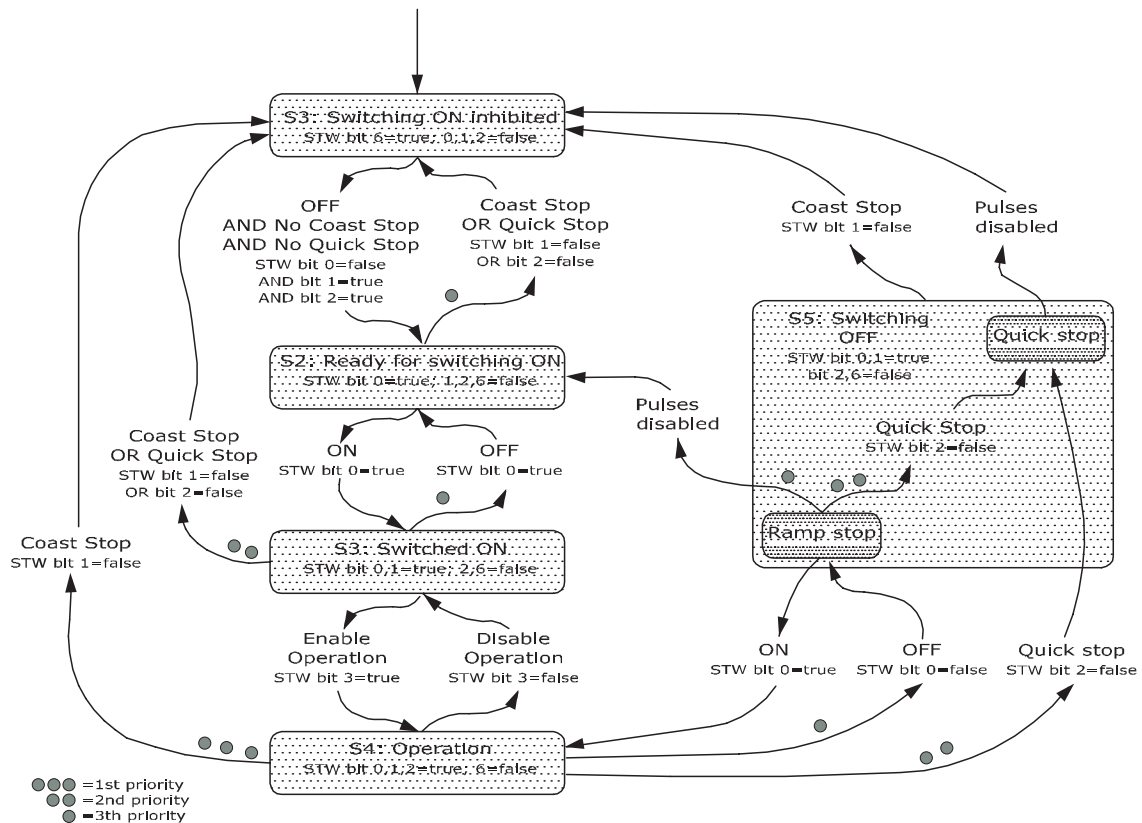 S3: Switching ON inhibited
STW bit 6=true; 0,1,2=false
OFF
AND No Coast Stop
AND No Quick Stop
STW bit 0=false
AND bit 1=true
AND bit 2=true
Coast Stop
OR Quick Stop
STW bit 1=false
OR bit 2=false
Coast Stop
STW bit 1=false
Pulses
disabled
S2: Ready for switching ON
STW bit 0=true; 1,2,6=false
S5: Switching
OFF
STW bit 0,1=true
bit 2,6=false
Quick stop
Pulses
disabled
Quick Stop
STW bit 2=false
Coast Stop
OR Quick Stop
STW bit 1=false
OR bit 2=false
ON
STW bit 0=true
OFF
STW bit 0=true
Ramp stop
Coast Stop
STW bit 1=false
S3: Switched ON
STW bit 0,1=true; 2,6=false
Enable
Operation
STW bit 3=true
Disable
Operation
STW bit 3=false
ON
STW bit 0=true
OFF
STW bit 0=false
Quick stop
STW bit 2=false
S4: Operation
STW bit 0,1,2=true; 6=false
=1st priority
=2nd priority
=3th priority